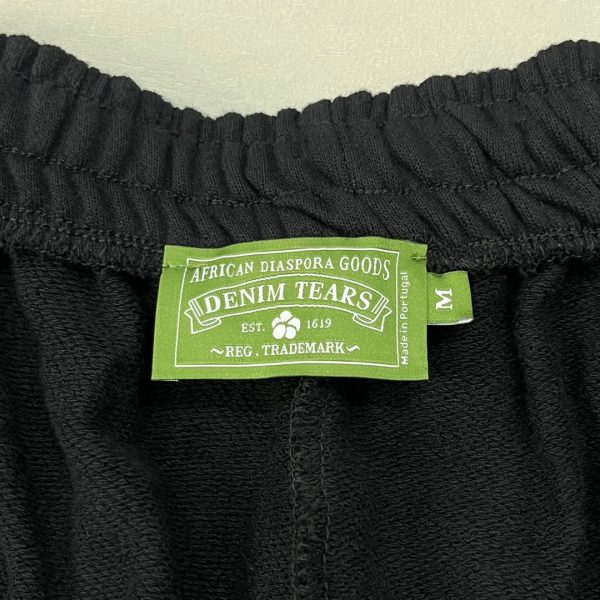 AFRICAN DIASPORA GOODS
DENIM TEARS
EST. 1619
~REG. TRADEMARK~
Made in Portugal
M